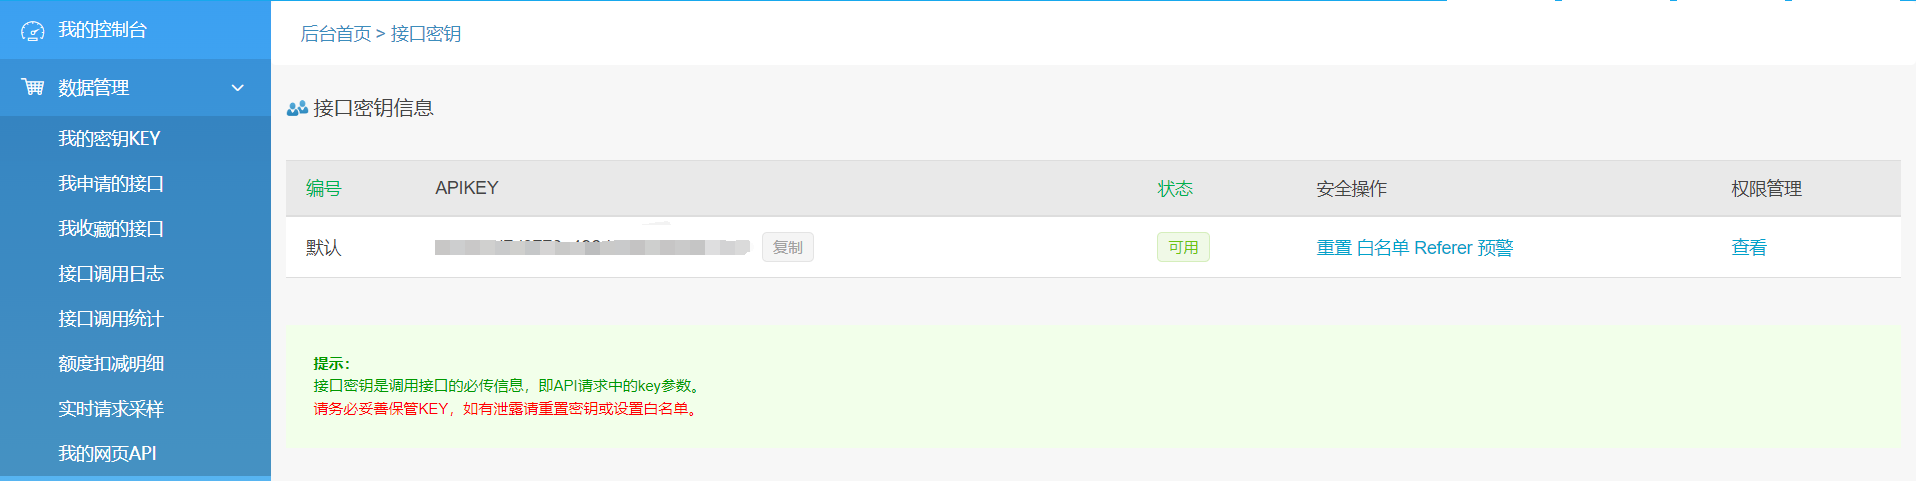 我的控制台
数据管理
我的密钥KEY
我申请的接口
我收藏的接口
接口调用日志
接口调用统计
额度扣减明细
实时请求采样
我的网页API
后台首页 > 接口密钥
接口密钥信息
编号 APIKEY 状态 安全操作 权限管理
默认 复制 可用 重置 白名单 Referer 预警 查看
提示：
接口密钥是调用接口的必传信息，即API请求中的key参数。
请务必妥善保管KEY，如有泄露请重置密钥或设置白名单。